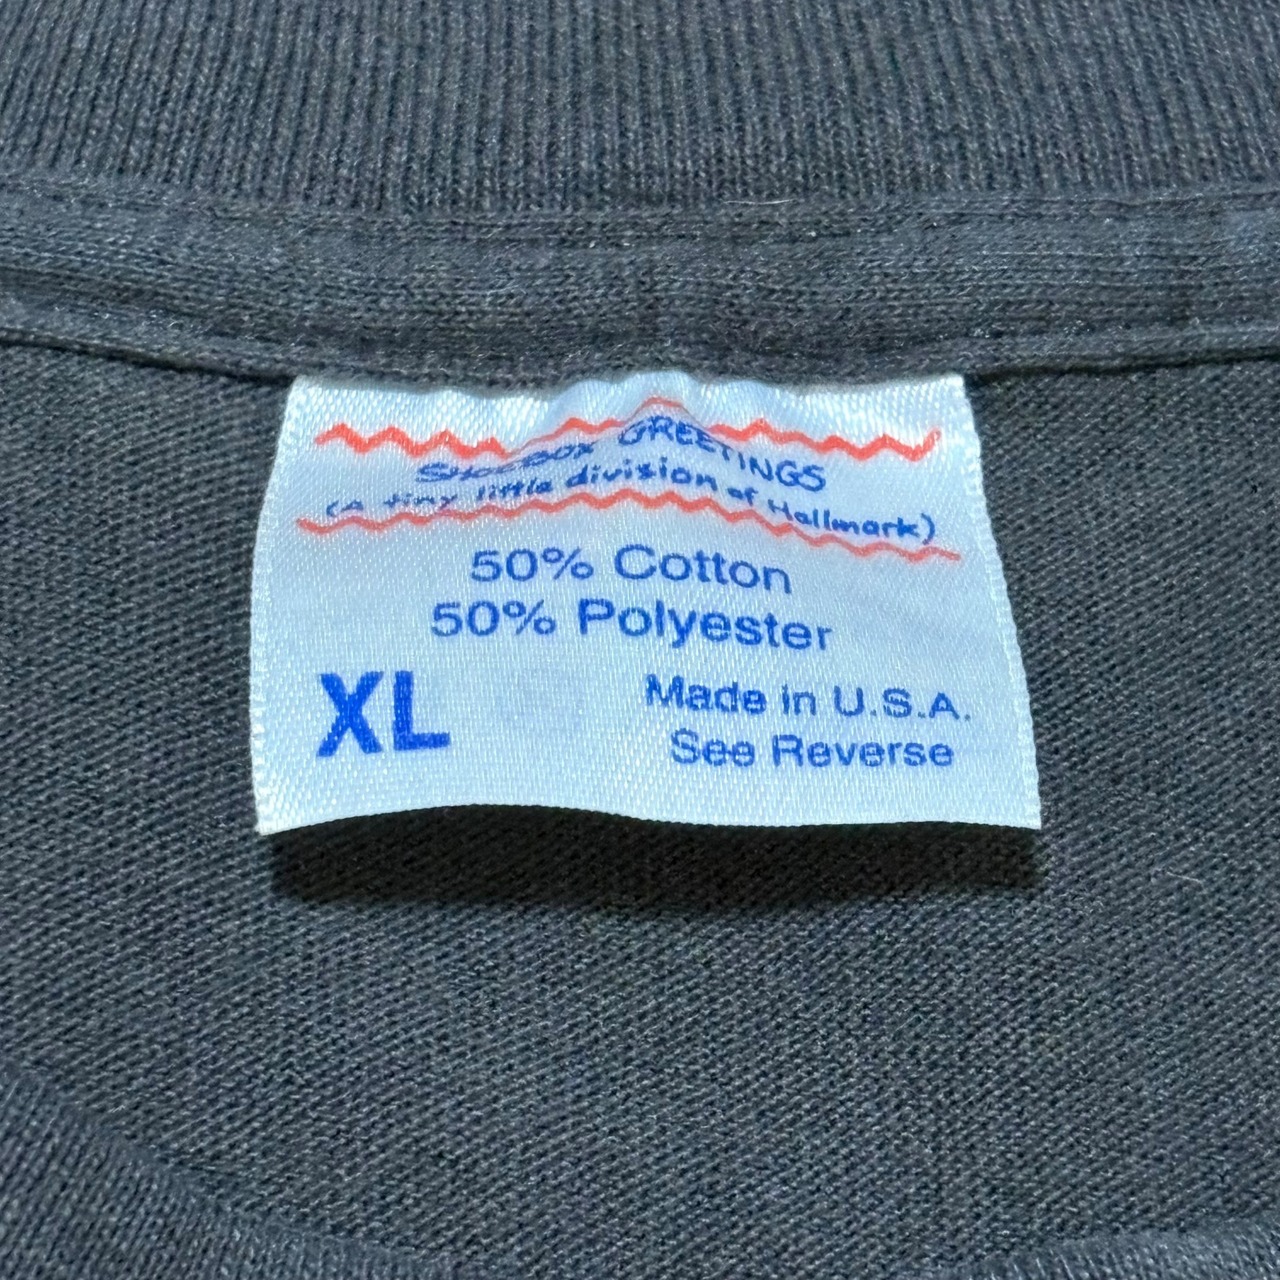 SHOEBOX GREETINGS
(A tiny little division of Hallmark)
50% Cotton
50% Polyester
XL
Made in U.S.A.
See Reverse